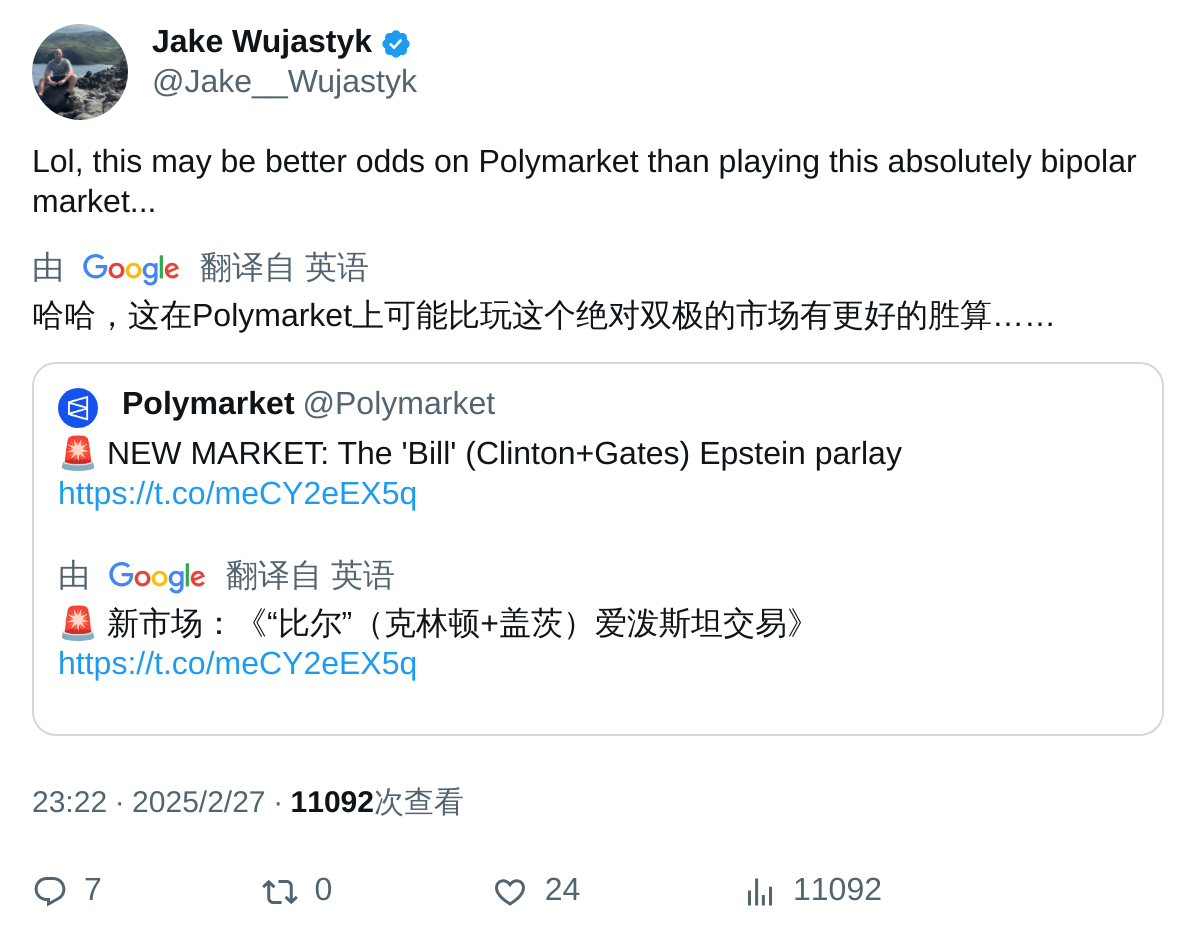 Jake Wujastyk
@Jake__Wujastyk
Lol, this may be better odds on Polymarket than playing this absolutely bipolar
market...
由 Google 翻译自 英语
哈哈，这在Polymarket上可能比玩这个绝对双极的市场有更好的胜算……
Polymarket @Polymarket
🚨 NEW MARKET: The 'Bill' (Clinton+Gates) Epstein parlay
https://t.co/meCY2eEX5q
由 Google 翻译自 英语
🚨 新市场：《“比尔”（克林顿+盖茨）爱泼斯坦交易》
https://t.co/meCY2eEX5q
23:22 · 2025/2/27 · 11092次查看
7 0 24 11092